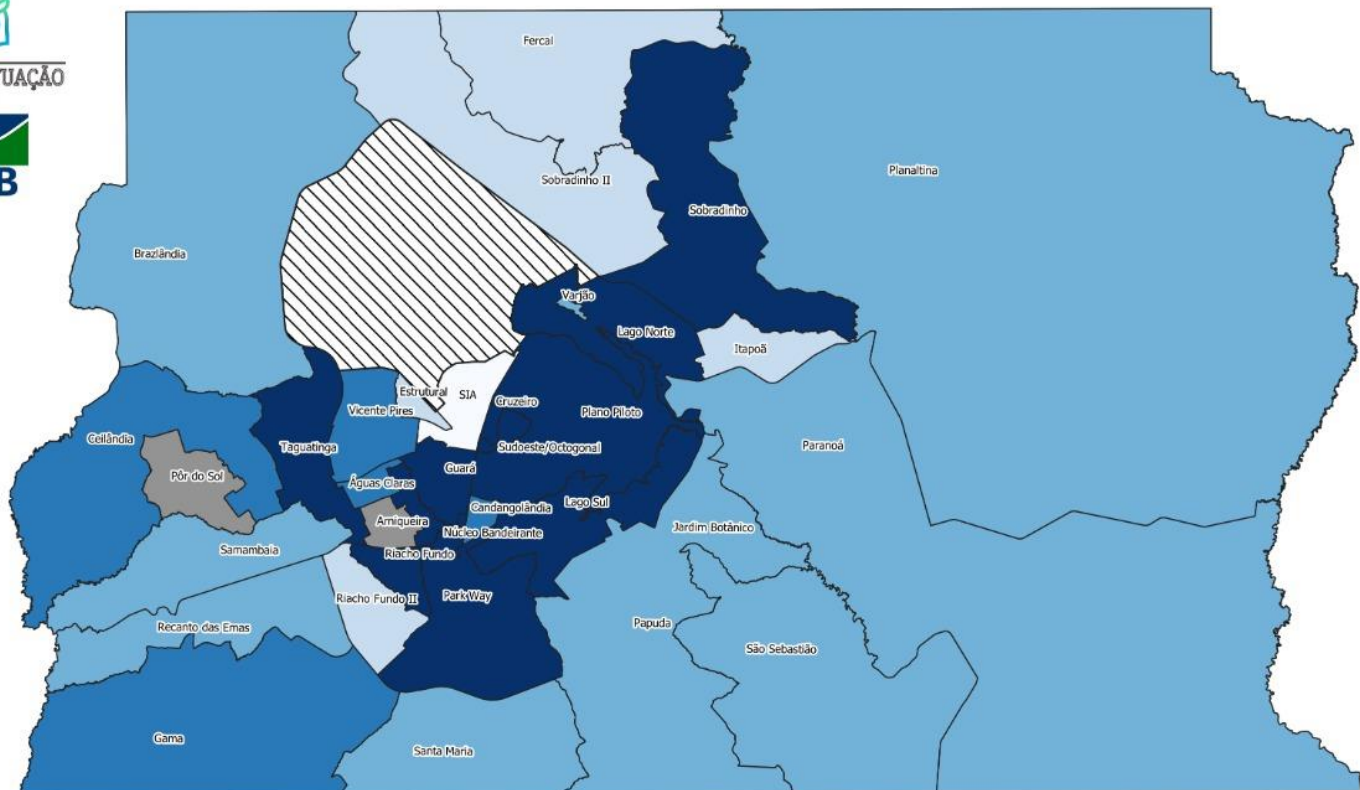 Fercal
TUAÇÃO
B
Planaltina
Sobradinho II
Sobradinho
Brazlândia
Varjão
Lago Norte
Itapoã
Estrutural
SIA
Cruzeiro
Vicente Pires
Plano Piloto
Ceilândia
Taguatinga
Sudoeste/Octogonal
Paranoá
Guará
Pôr do Sol
Águas Claras
Lago Sul
Candangolândia
Arniqueira
Jardim Botânico
Núcleo Bandeirante
Samambaia
Riacho Fundo
Riacho Fundo II
Park Way
Recanto das Emas
Papuda
São Sebastião
Gama
Santa Maria